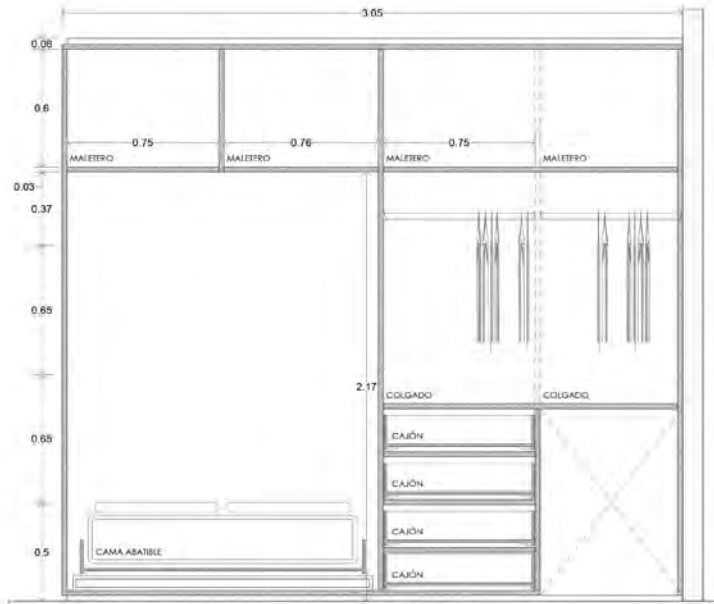 3.05
0.06
0.6
0.75
0.76
0.75
MALETERO
MALETERO
MALETERO
MALETERO
0.03
0.37
0.65
2.17
COLGADO
COLGADO
0.65
CAJÓN
CAJÓN
CAJÓN
0.5
CAMA ABATIBLE
CAJÓN